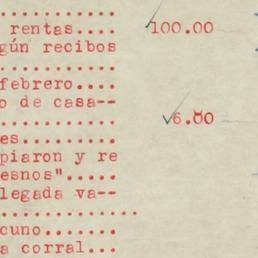 ..............
rentas.... 100.00
gún recibos
..............
febrero....
o de casa--
.............. 6.00
es.........
piaron y re
esnos".....
legada va--
................
cuno.......
a corral...